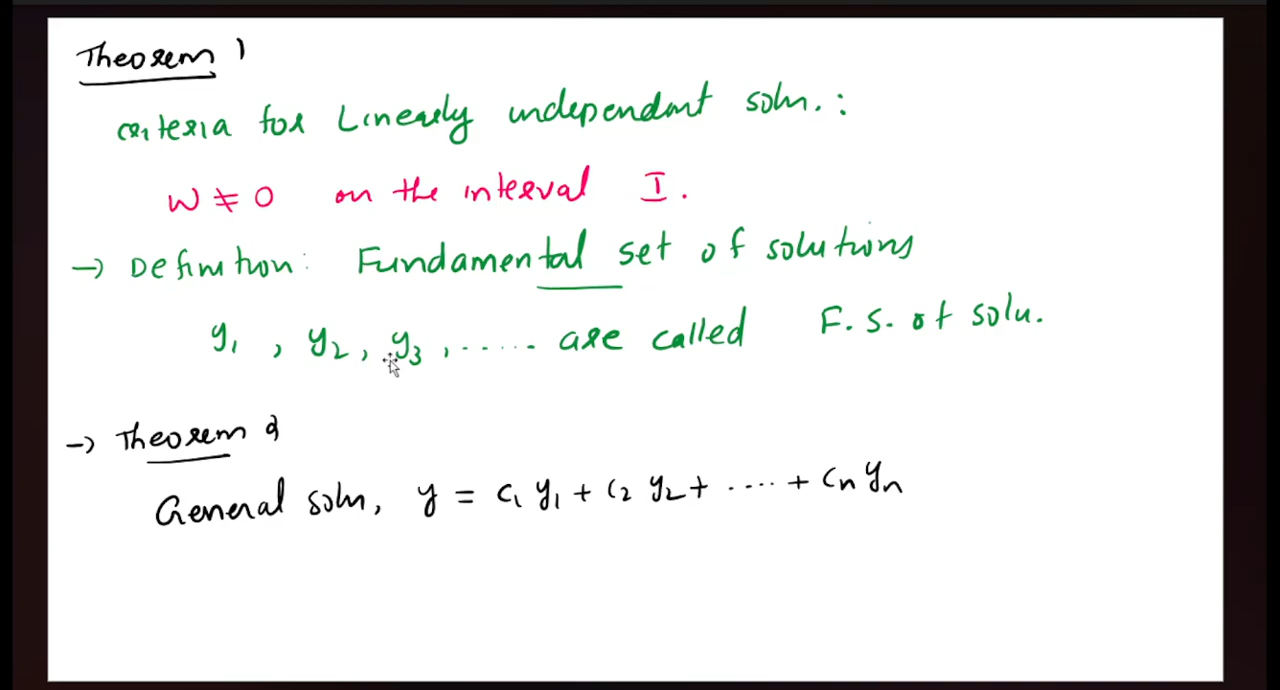 Theorem 1
criteria for Linearly independant soln. :
W ≠ 0 on the interval I.
→ Definition: Fundamental set of solutions
y₁, y₂, y₃, ...... are called F. s. of solu.
→ Theorem 2
General soln, y = c₁ y₁ + c₂ y₂ + ..... + cn yn